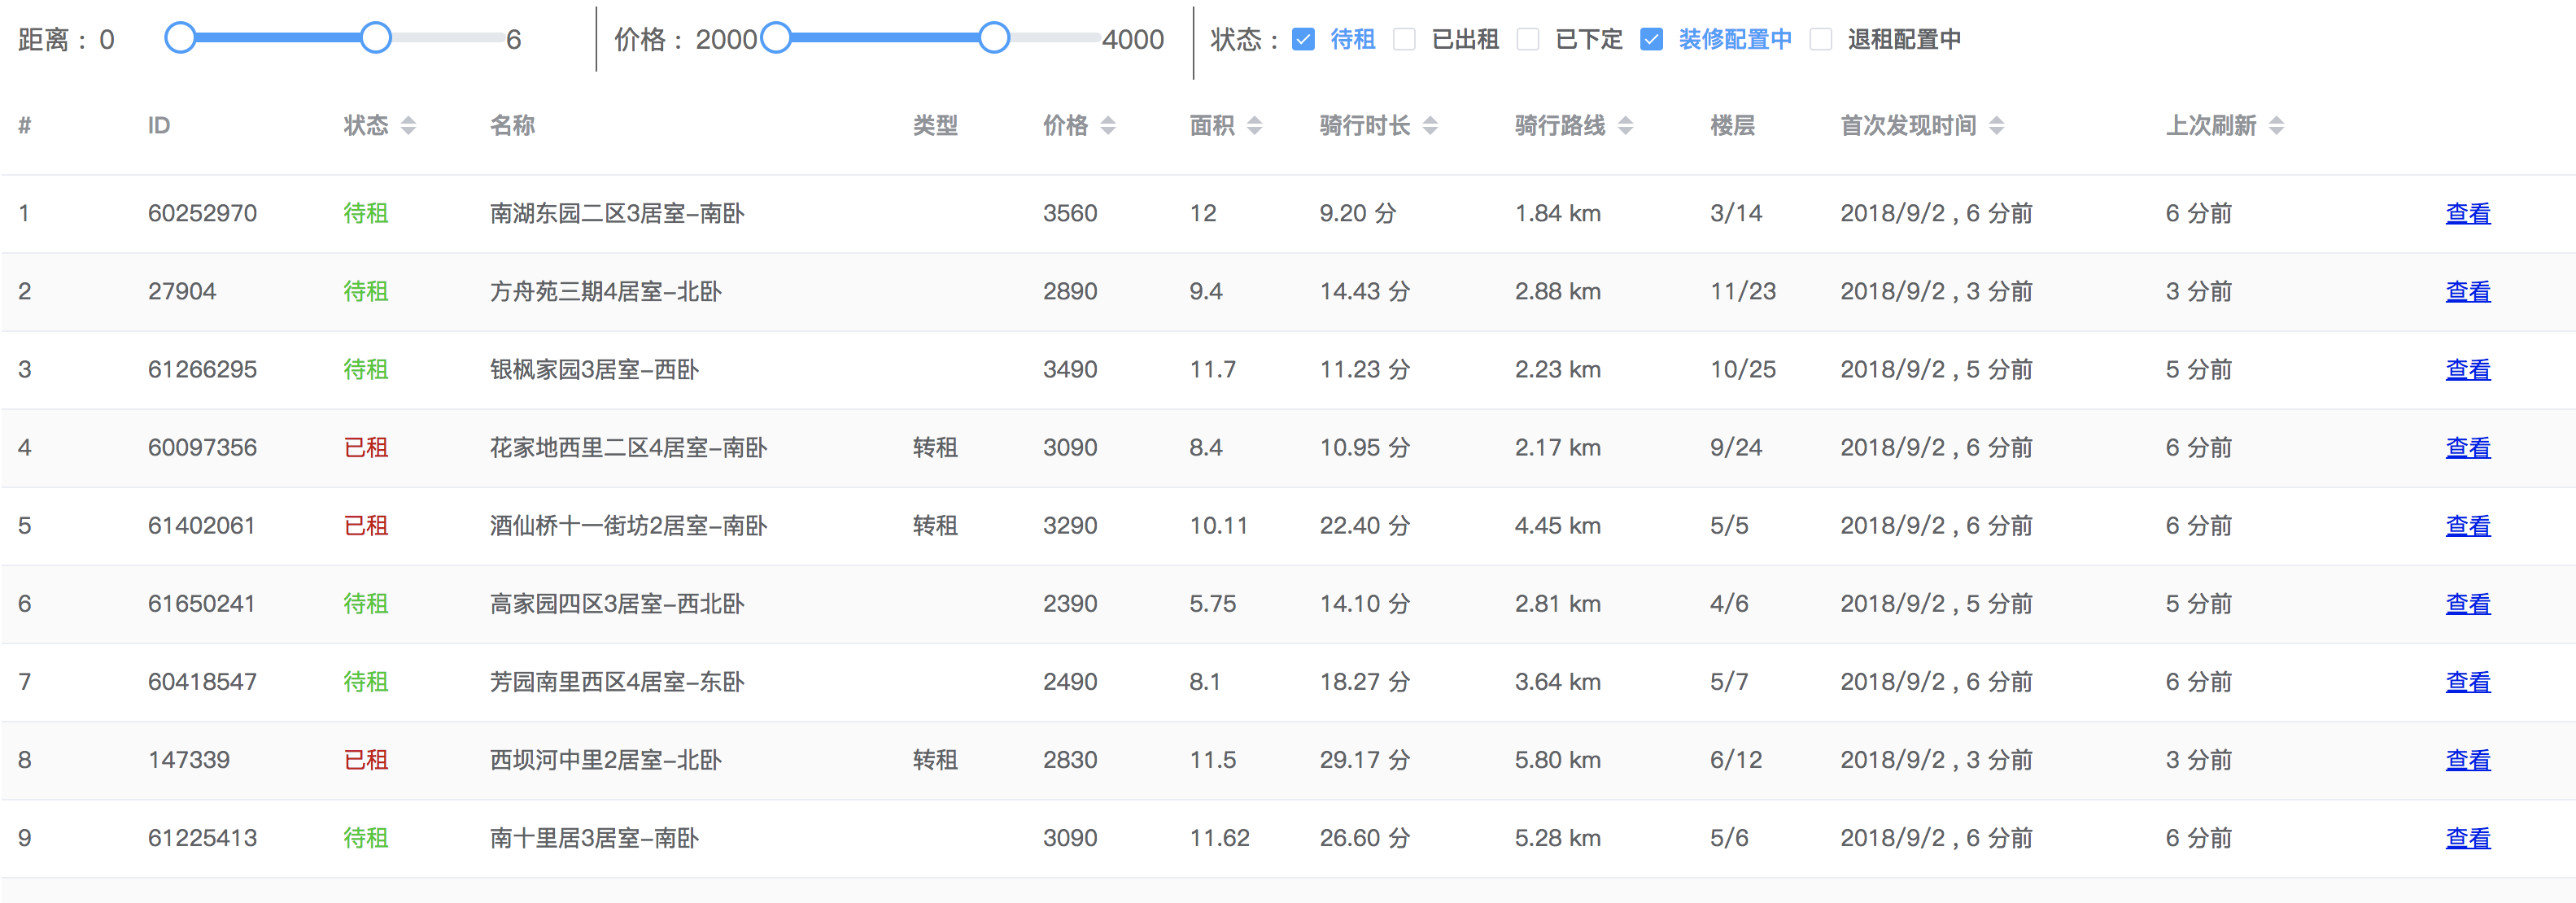 距离： 0 6 价格： 2000 4000 状态： 待租 已出租 已下定 装修配置中 退租配置中
# ID 状态 名称 类型 价格 面积 骑行时长 骑行路线 楼层 首次发现时间 上次刷新
1 60252970 待租 南湖东园二区3居室-南卧 3560 12 9.20 分 1.84 km 3/14 2018/9/2 , 6 分前 6 分前 查看
2 27904 待租 方舟苑三期4居室-北卧 2890 9.4 14.43 分 2.88 km 11/23 2018/9/2 , 3 分前 3 分前 查看
3 61266295 待租 银枫家园3居室-西卧 3490 11.7 11.23 分 2.23 km 10/25 2018/9/2 , 5 分前 5 分前 查看
4 60097356 已租 花家地西里二区4居室-南卧 转租 3090 8.4 10.95 分 2.17 km 9/24 2018/9/2 , 6 分前 6 分前 查看
5 61402061 已租 酒仙桥十一街坊2居室-南卧 转租 3290 10.11 22.40 分 4.45 km 5/5 2018/9/2 , 6 分前 6 分前 查看
6 61650241 待租 高家园四区3居室-西北卧 2390 5.75 14.10 分 2.81 km 4/6 2018/9/2 , 5 分前 5 分前 查看
7 60418547 待租 芳园南里西区4居室-东卧 2490 8.1 18.27 分 3.64 km 5/7 2018/9/2 , 6 分前 6 分前 查看
8 147339 已租 西坝河中里2居室-北卧 转租 2830 11.5 29.17 分 5.80 km 6/12 2018/9/2 , 3 分前 3 分前 查看
9 61225413 待租 南十里居3居室-南卧 3090 11.62 26.60 分 5.28 km 5/6 2018/9/2 , 6 分前 6 分前 查看